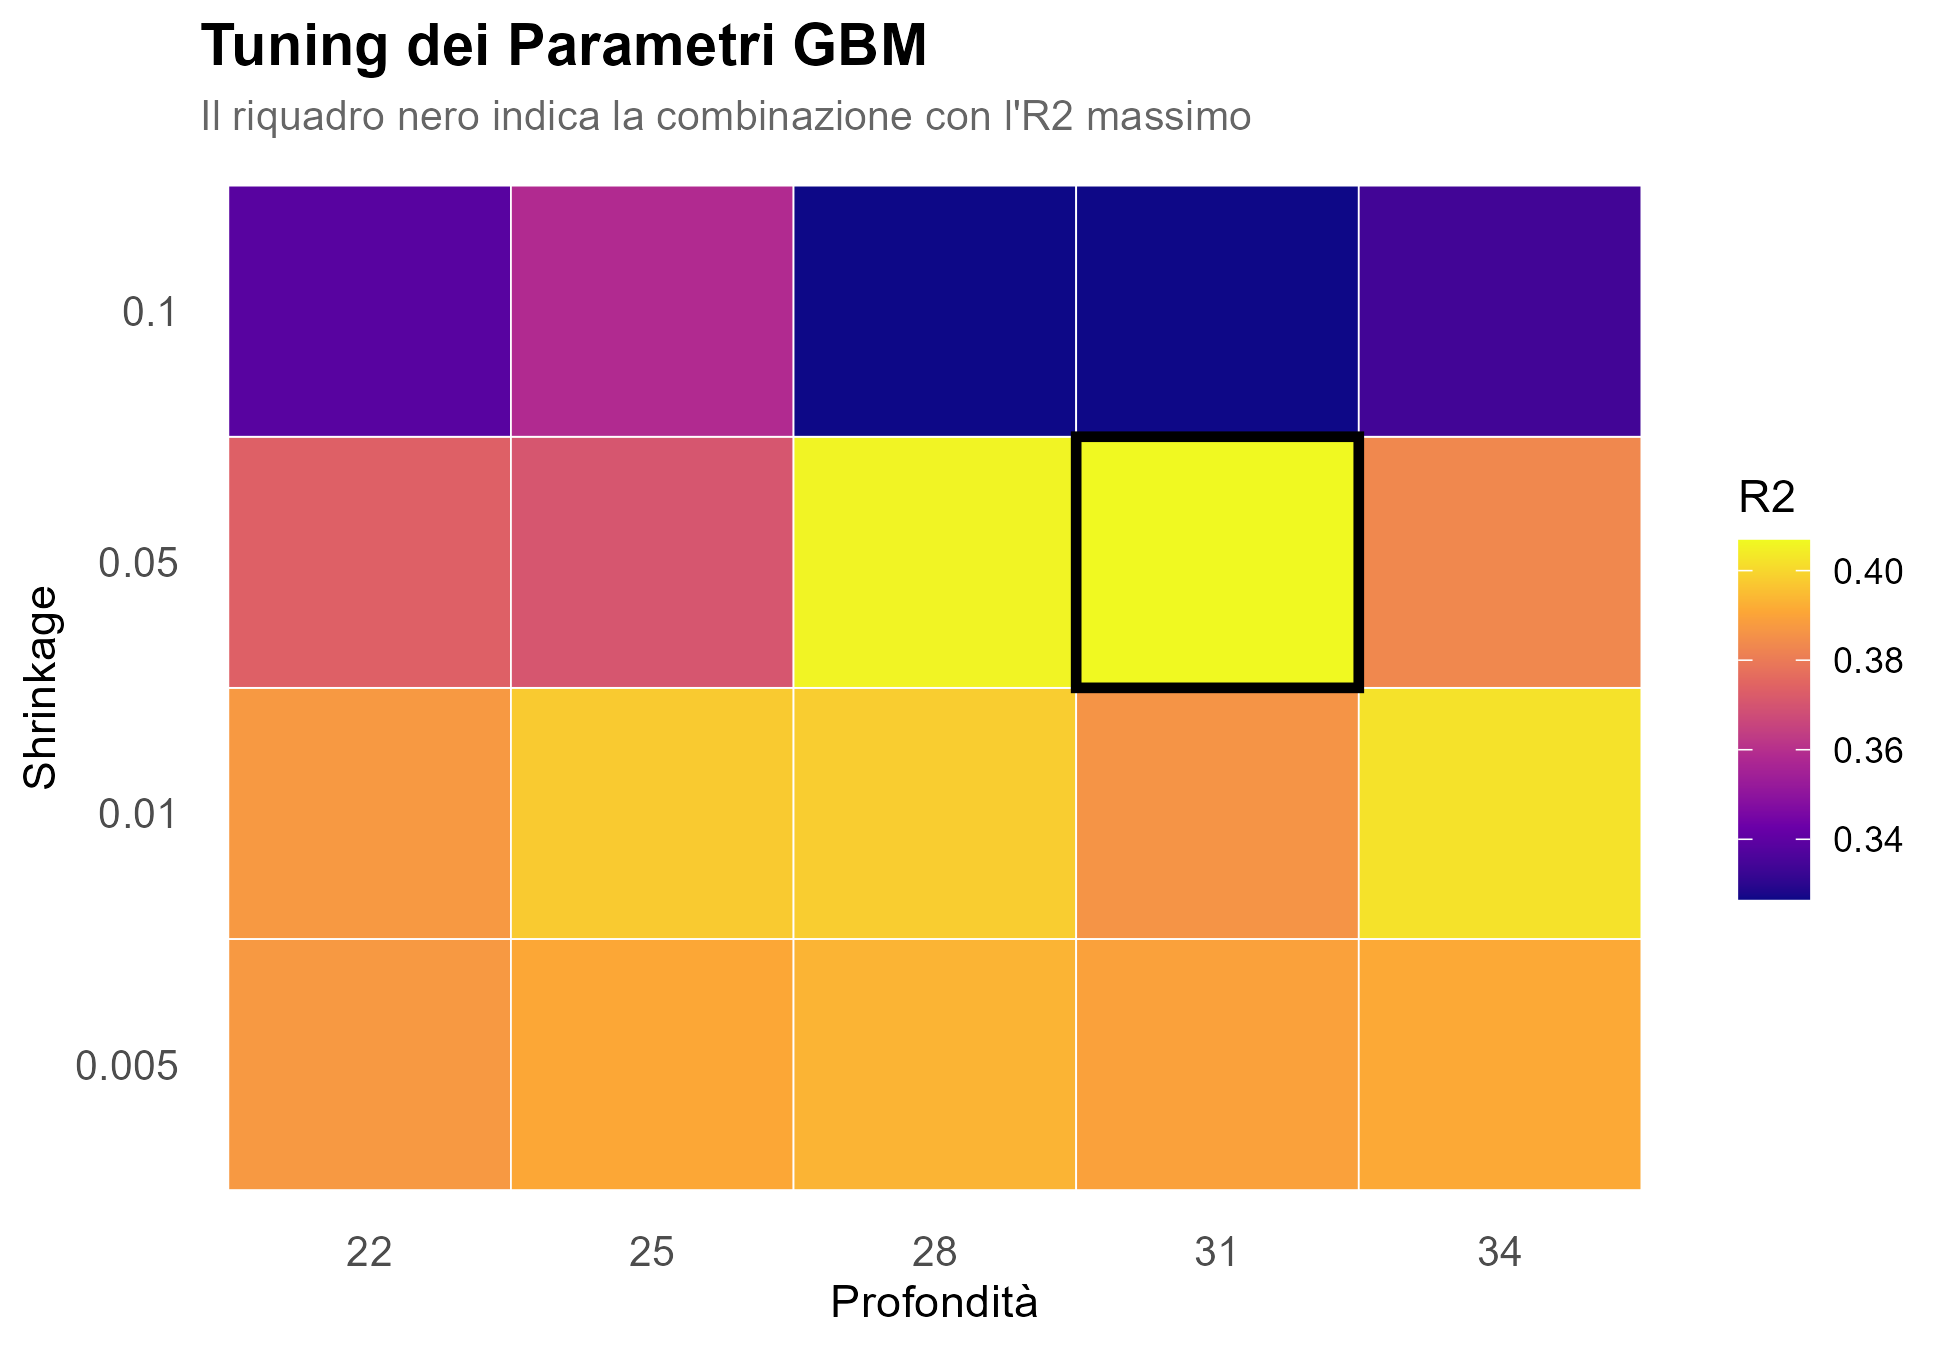 Tuning dei Parametri GBM
Il riquadro nero indica la combinazione con l'R2 massimo
Shrinkage
0.1
0.05
0.01
0.005
22 25 28 31 34
Profondità
R2
0.40
0.38
0.36
0.34